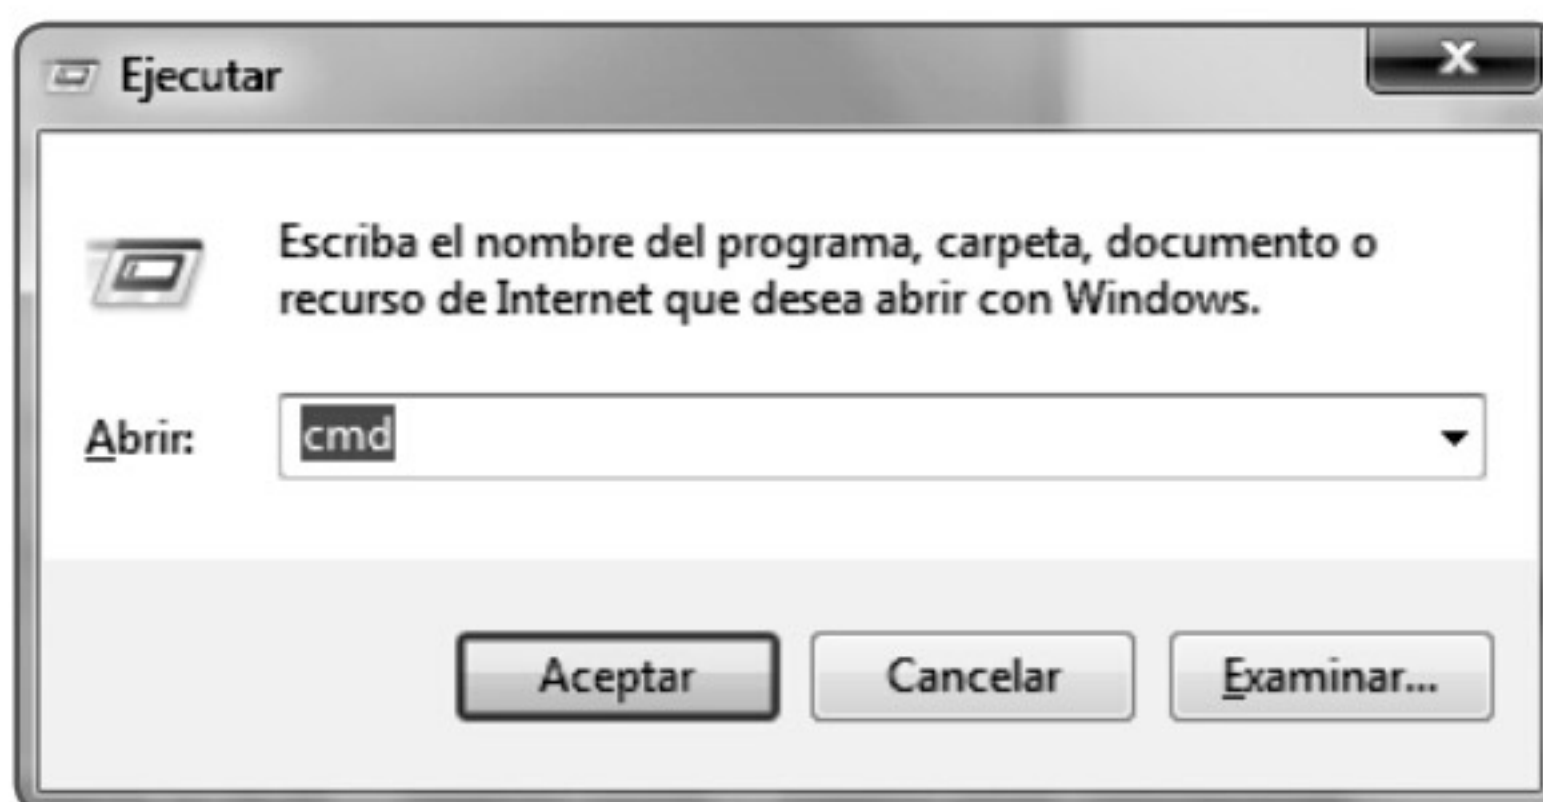 Ejecutar
Escriba el nombre del programa, carpeta, documento o
recurso de Internet que desea abrir con Windows.
Abrir: cmd
Aceptar Cancelar Examinar...